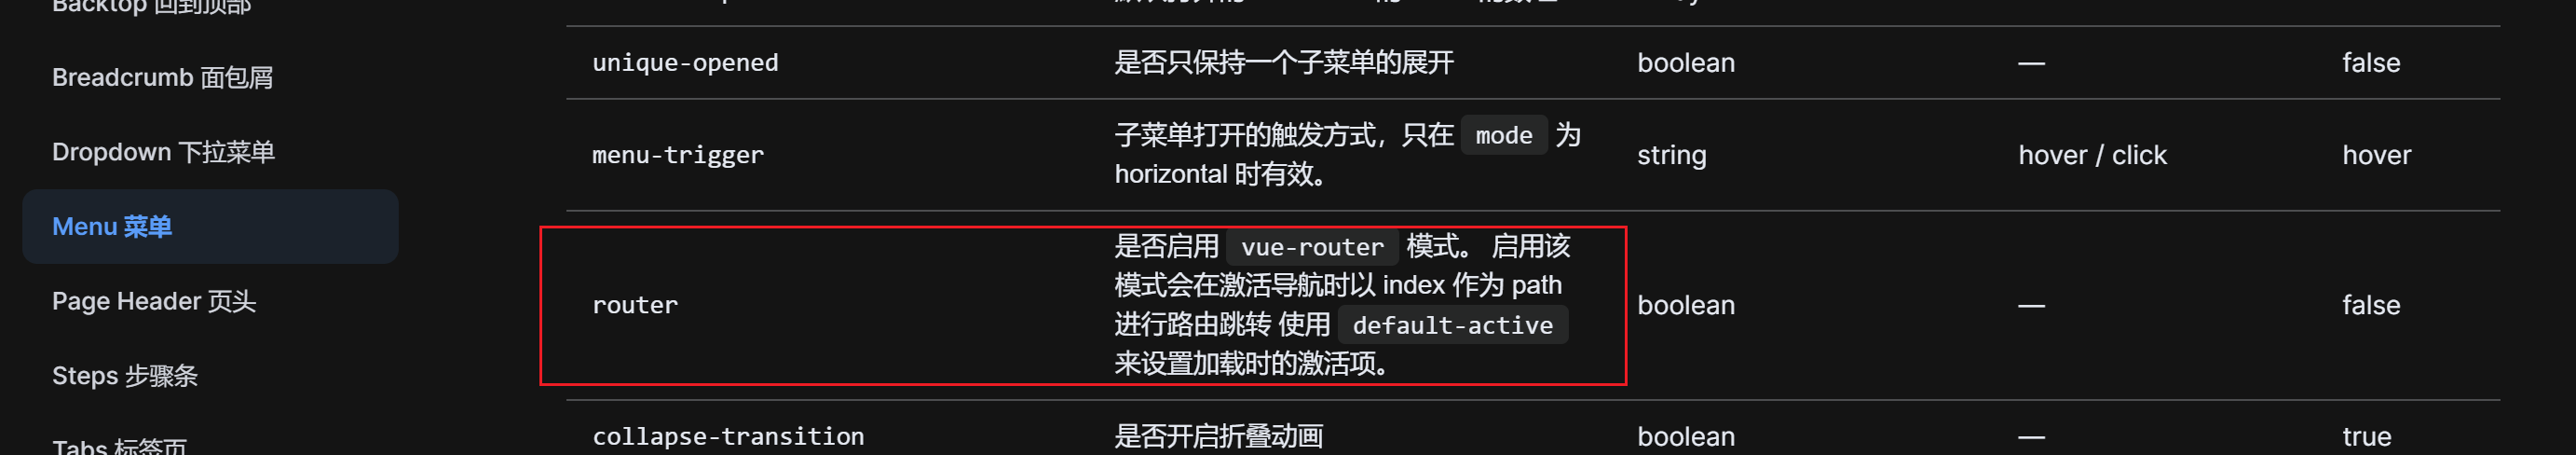 Backtop 回到顶部
Breadcrumb 面包屑
Dropdown 下拉菜单
Menu 菜单
Page Header 页头
Steps 步骤条
Tabs 标签页
unique-opened
是否只保持一个子菜单的展开
boolean
—
false
menu-trigger
子菜单打开的触发方式，只在 mode 为
horizontal 时有效。
string
hover / click
hover
router
是否启用 vue-router 模式。 启用该
模式会在激活导航时以 index 作为 path
进行路由跳转 使用 default-active
来设置加载时的激活项。
boolean
—
false
collapse-transition
是否开启折叠动画
boolean
—
true